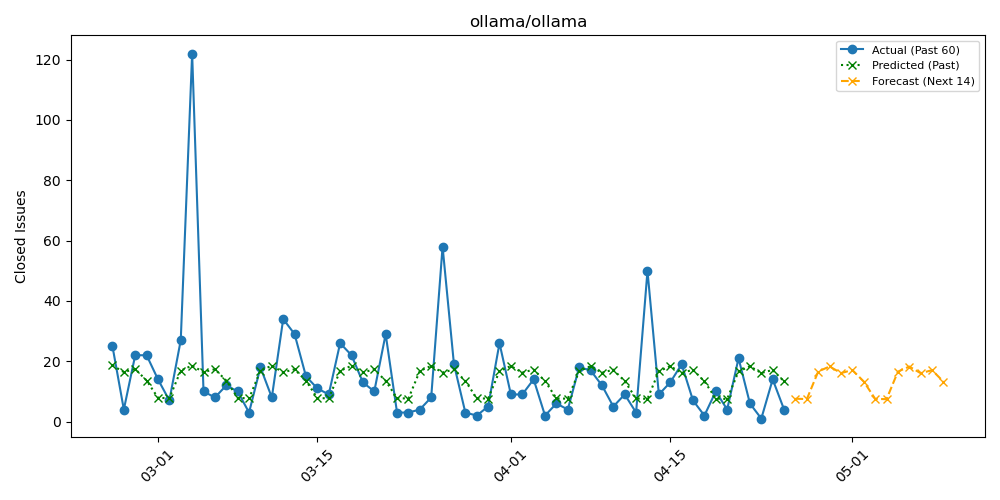 ollama/ollama
Actual (Past 60)
Predicted (Past)
Forecast (Next 14)
Closed Issues
120
100
80
60
40
20
0
03-01
03-15
04-01
04-15
05-01